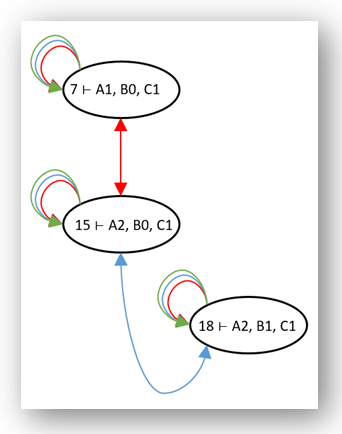 7 ⊢ A1, B0, C1
15 ⊢ A2, B0, C1
18 ⊢ A2, B1, C1